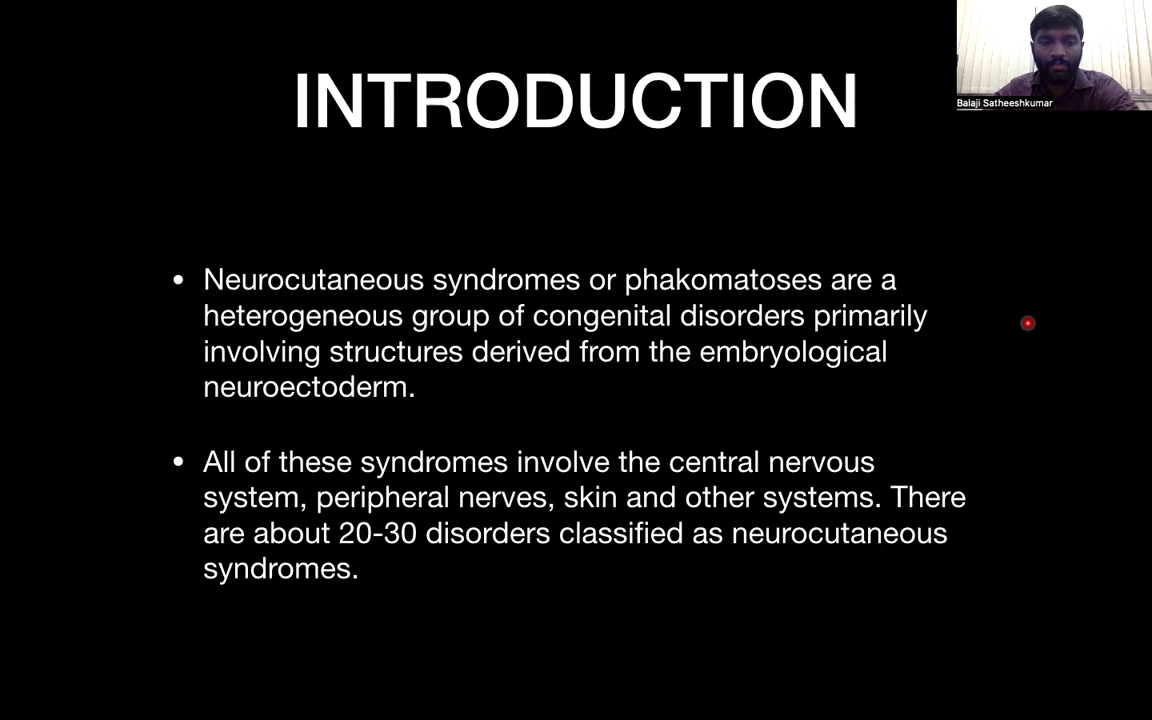 INTRODUCTION
Balaji Satheeshkumar
• Neurocutaneous syndromes or phakomatoses are a
heterogeneous group of congenital disorders primarily
involving structures derived from the embryological
neuroectoderm.
• All of these syndromes involve the central nervous
system, peripheral nerves, skin and other systems. There
are about 20-30 disorders classified as neurocutaneous
syndromes.